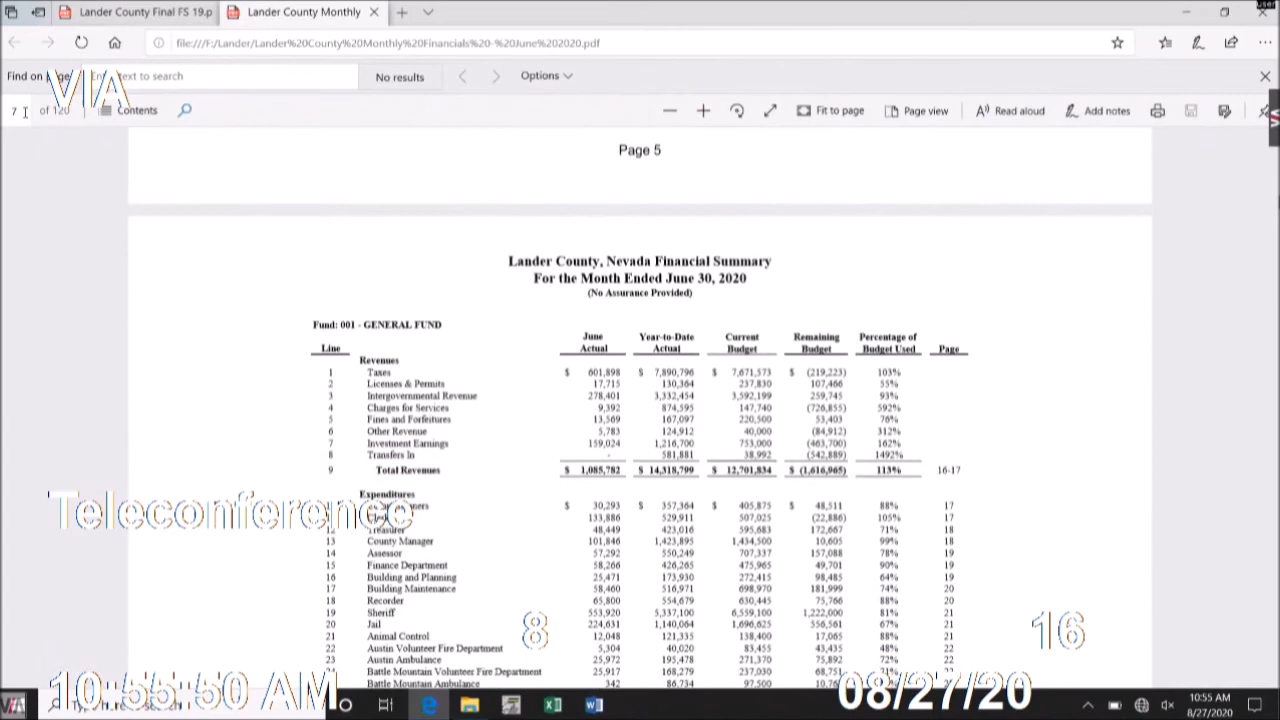 Lander County Final FS 19.p
Lander County Monthly
file:///F:/Lander/Lander%20County%20Monthly%20Financials%20-%20June%202020.pdf
Find on page
Enter text to search
No results
Options
VIA
7 of 120
Contents
Fit to page
Page view
Read aloud
Add notes
Page 5
Lander County, Nevada Financial Summary
For the Month Ended June 30, 2020
(No Assurance Provided)
Fund: 001 - GENERAL FUND
Line June Actual Year-to-Date Actual Current Budget Remaining Budget Percentage of Budget Used Page
Revenues
1 Taxes $ 601,898 $ 7,890,796 $ 7,671,573 $ (219,223) 103%
2 Licenses & Permits 17,715 130,364 237,830 107,466 55%
3 Intergovernmental Revenue 278,401 3,332,454 3,592,199 259,745 93%
4 Charges for Services 9,392 874,595 147,740 (726,855) 592%
5 Fines and Forfeitures 13,569 167,097 220,500 53,403 76%
6 Other Revenue 5,783 124,912 40,000 (84,912) 312%
7 Investment Earnings 159,024 1,216,700 753,000 (463,700) 162%
8 Transfers In - 581,881 38,992 (542,889) 1492%
9 Total Revenues $ 1,085,782 $ 14,318,799 $ 12,701,834 $ (1,616,965) 113% 16-17
Expenditures
$ 30,293 $ 357,364 $ 405,875 $ 48,511 88% 17
Teleconference
133,886 529,911 507,025 (22,886) 105% 17
Treasurer 48,449 423,016 595,683 172,667 71% 18
13 County Manager 101,846 1,423,895 1,434,500 10,605 99% 18
14 Assessor 57,292 550,249 707,337 157,088 78% 19
15 Finance Department 58,266 426,265 475,965 49,701 90% 19
16 Building and Planning 25,471 173,930 272,415 98,485 64% 19
17 Building Maintenance 58,460 516,971 698,970 181,999 74% 20
18 Recorder 65,800 554,679 630,445 75,766 88% 20
19 Sheriff 553,920 5,337,100 6,559,100 1,222,000 81% 21
20 Jail 224,631 1,140,064 1,696,625 556,561 67% 21
21 Animal Control 12,048 121,335 138,400 17,065 88% 21
22 Austin Volunteer Fire Department 5,304 40,020 83,455 43,435 48% 22
23 Austin Ambulance 25,972 195,478 271,370 75,892 72% 22
Battle Mountain Volunteer Fire Department 25,917 168,279 237,030 68,751 71% 22
Battle Mountain Ambulance 342 86,734 97,500
8
16
AM
08/27/20
10:55 AM
8/27/2020